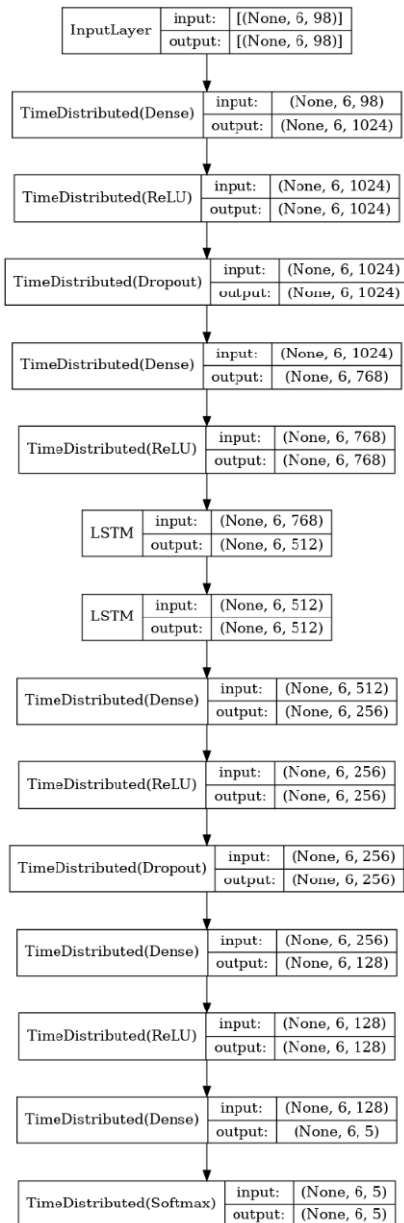 InputLayer input: [(None, 6, 98)]
output: [(None, 6, 98)]
TimeDistributed(Dense) input: (None, 6, 98)
output: (None, 6, 1024)
TimeDistributed(ReLU) input: (None, 6, 1024)
output: (None, 6, 1024)
TimeDistributed(Dropout) input: (None, 6, 1024)
output: (None, 6, 1024)
TimeDistributed(Dense) input: (None, 6, 1024)
output: (None, 6, 768)
TimeDistributed(ReLU) input: (None, 6, 768)
output: (None, 6, 768)
LSTM input: (None, 6, 768)
output: (None, 6, 512)
LSTM input: (None, 6, 512)
output: (None, 6, 512)
TimeDistributed(Dense) input: (None, 6, 512)
output: (None, 6, 256)
TimeDistributed(ReLU) input: (None, 6, 256)
output: (None, 6, 256)
TimeDistributed(Dropout) input: (None, 6, 256)
output: (None, 6, 256)
TimeDistributed(Dense) input: (None, 6, 256)
output: (None, 6, 128)
TimeDistributed(ReLU) input: (None, 6, 128)
output: (None, 6, 128)
TimeDistributed(Dense) input: (None, 6, 128)
output: (None, 6, 5)
TimeDistributed(Softmax) input: (None, 6, 5)
output: (None, 6, 5)